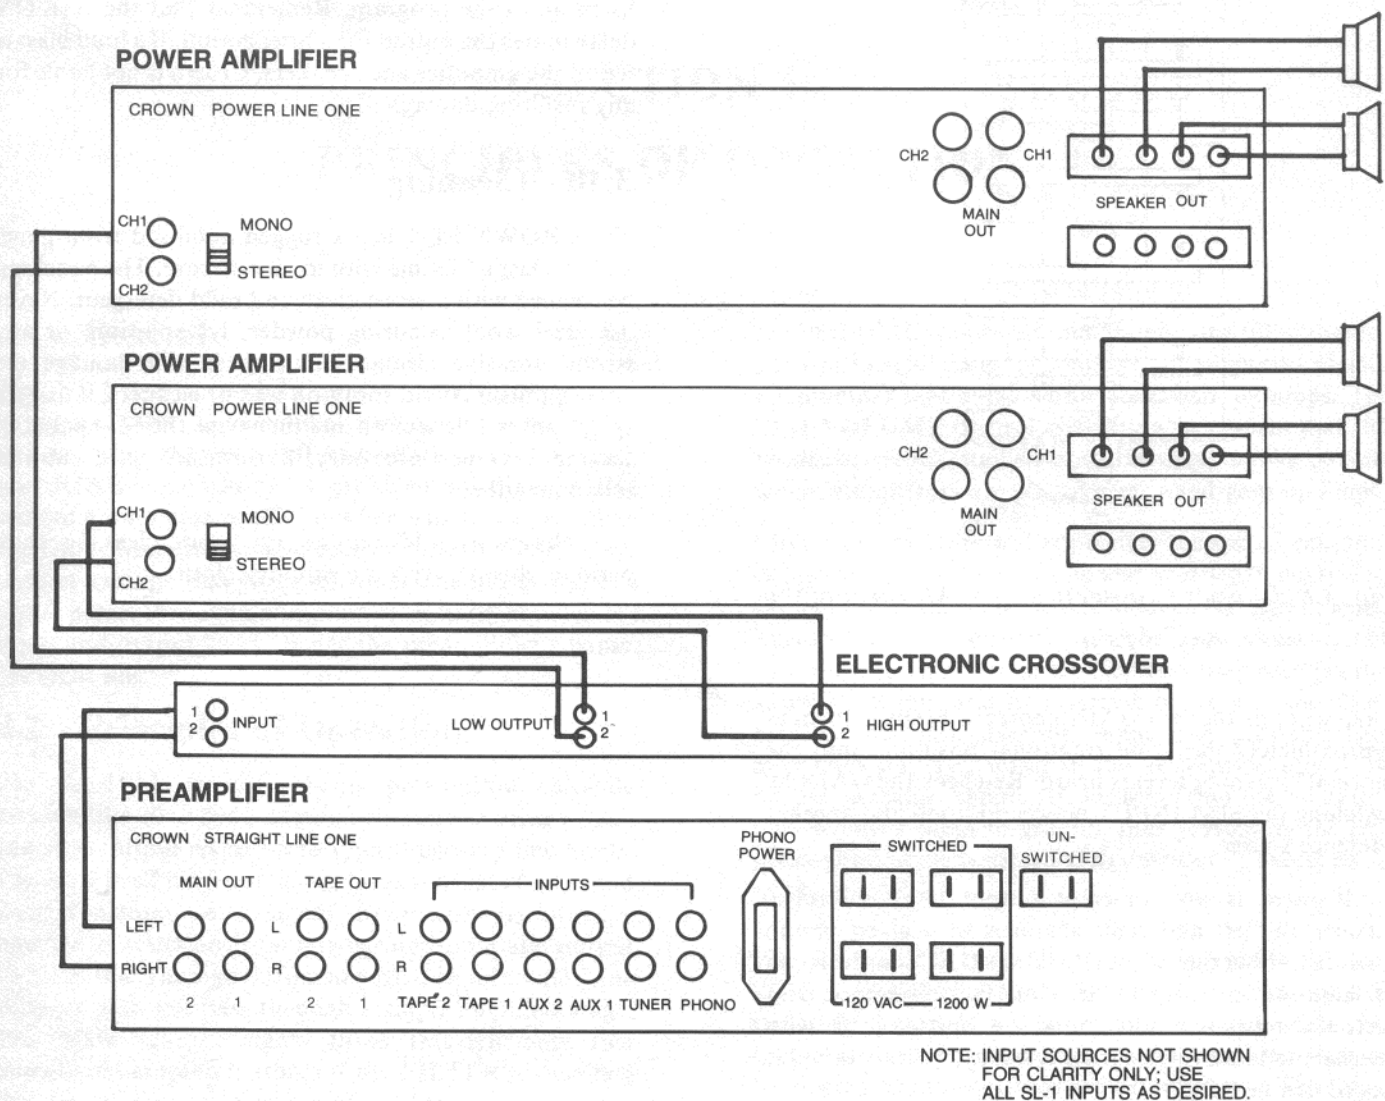 POWER AMPLIFIER
CROWN POWER LINE ONE
CH2
CH1
MAIN
OUT
SPEAKER OUT
CH1
CH2
MONO
STEREO
POWER AMPLIFIER
CROWN POWER LINE ONE
CH2
CH1
MAIN
OUT
SPEAKER OUT
CH1
CH2
MONO
STEREO
ELECTRONIC CROSSOVER
1
2
INPUT
LOW OUTPUT
1
2
1
2
HIGH OUTPUT
PREAMPLIFIER
CROWN STRAIGHT LINE ONE
MAIN OUT
TAPE OUT
INPUTS
LEFT
RIGHT
L
R
L
R
2 1 2 1 TAPE 2 TAPE 1 AUX 2 AUX 1 TUNER PHONO
PHONO
POWER
SWITCHED
UN-
SWITCHED
120 VAC 1200 W
NOTE: INPUT SOURCES NOT SHOWN
FOR CLARITY ONLY; USE
ALL SL-1 INPUTS AS DESIRED.